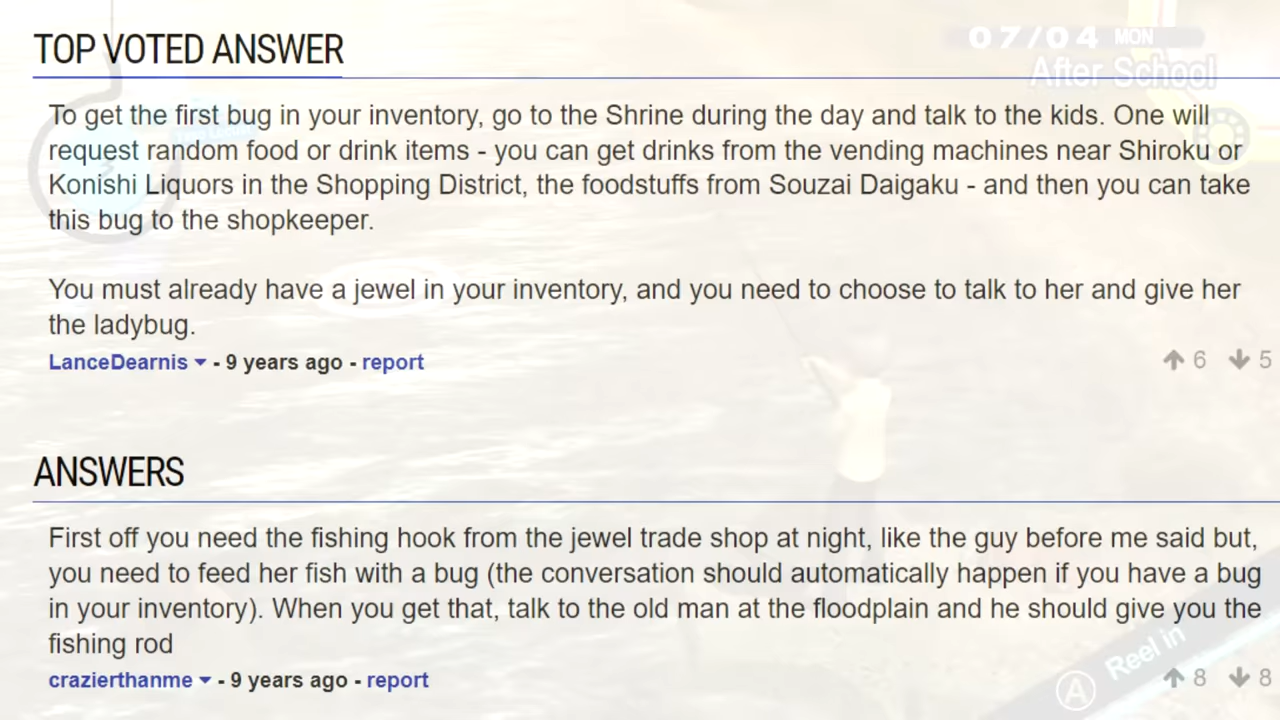 TOP VOTED ANSWER
07/04 MON
After School
To get the first bug in your inventory, go to the Shrine during the day and talk to the kids. One will
request random food or drink items - you can get drinks from the vending machines near Shiroku or
Konishi Liquors in the Shopping District, the foodstuffs from Souzai Daigaku - and then you can take
this bug to the shopkeeper.
You must already have a jewel in your inventory, and you need to choose to talk to her and give her
the ladybug.
LanceDearnis - 9 years ago - report
6 5
ANSWERS
First off you need the fishing hook from the jewel trade shop at night, like the guy before me said but,
you need to feed her fish with a bug (the conversation should automatically happen if you have a bug
in your inventory). When you get that, talk to the old man at the floodplain and he should give you the
fishing rod
crazierthanme - 9 years ago - report
8 8
A Reel in